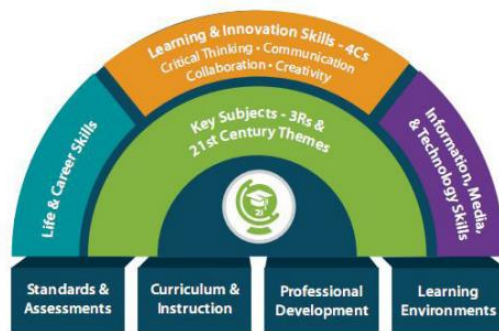 Learning & Innovation Skills - 4Cs
Critical Thinking • Communication
Collaboration • Creativity
Life & Career Skills
Key Subjects - 3Rs &
21st Century Themes
Information, Media,
& Technology Skills
21
Standards &
Assessments
Curriculum &
Instruction
Professional
Development
Learning
Environments